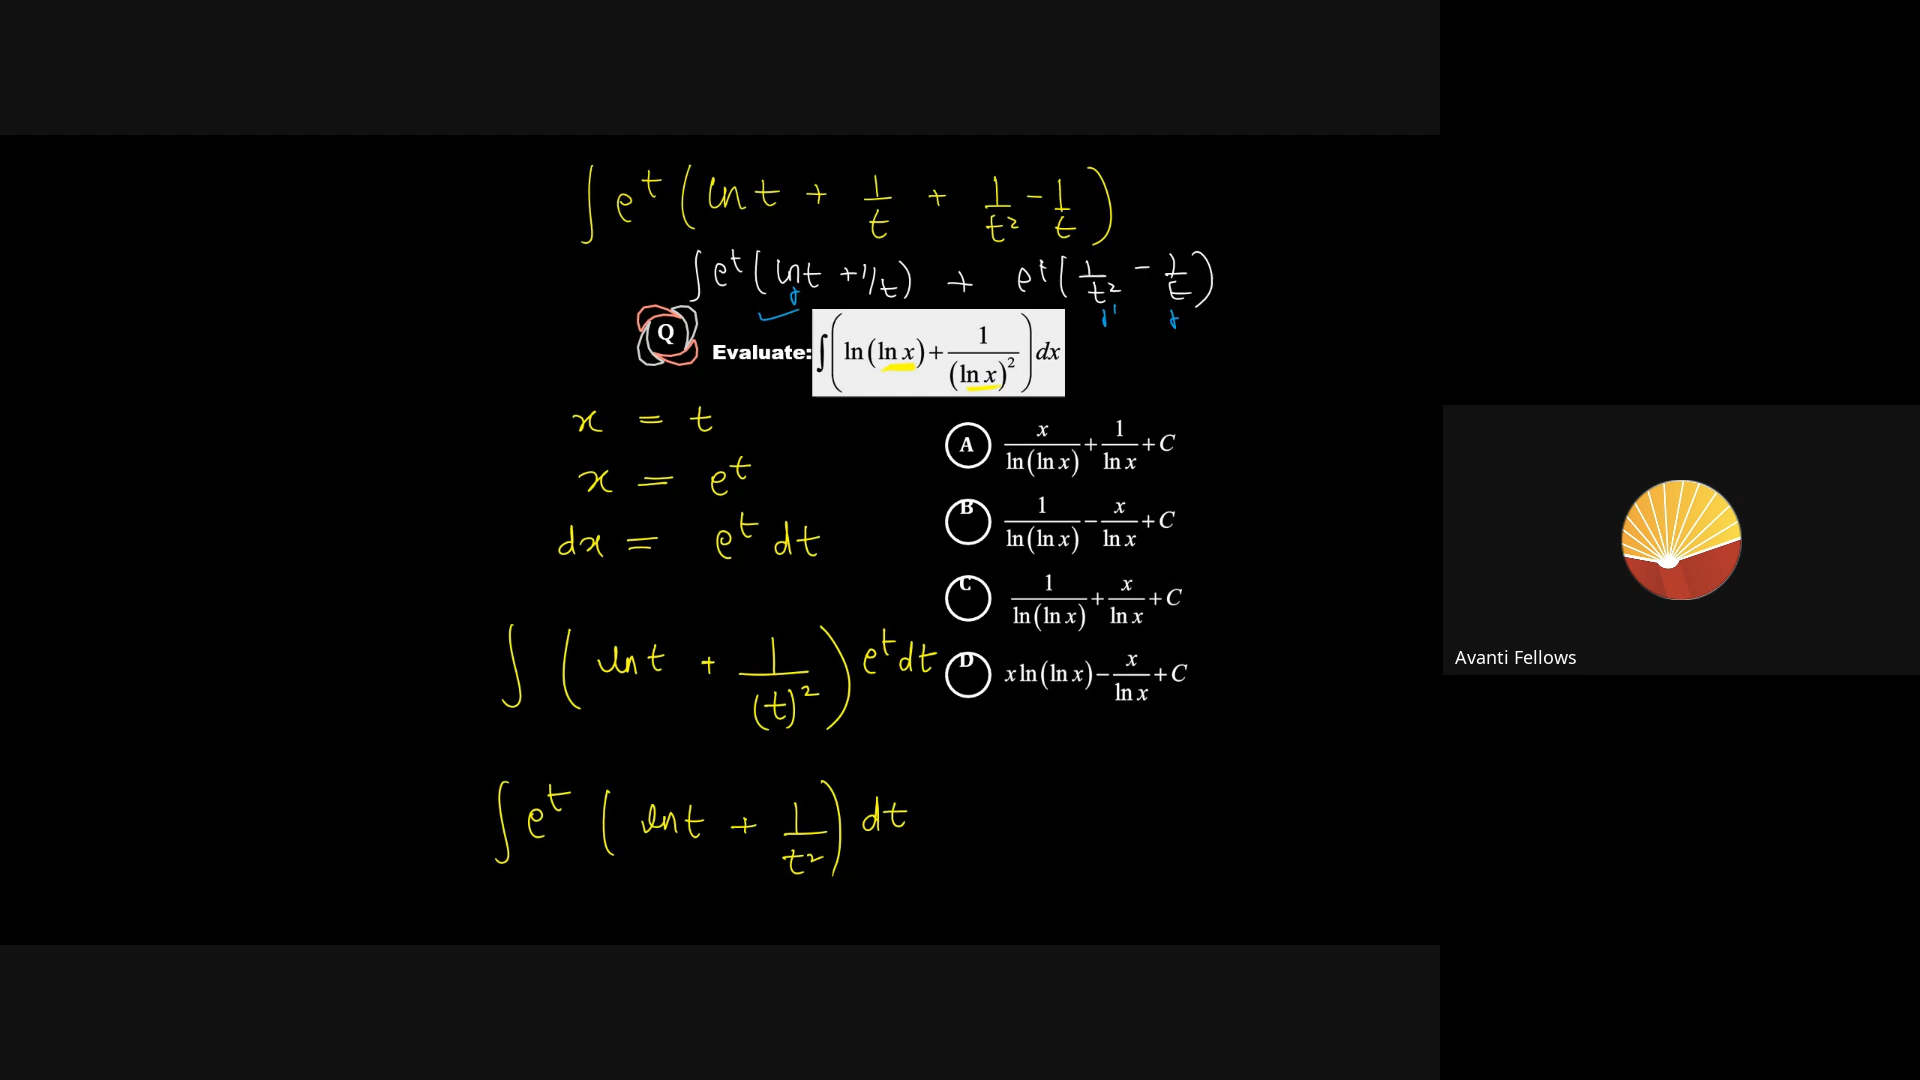 ∫ e^t (ln t + 1/t + 1/t² - 1/t)
∫ e^t (ln t + 1/t) + e^t (1/t² - 1/t)
f f' f
Q
Evaluate: ∫ ( ln(ln x) + 1/(ln x)² ) dx
x = t
x = e^t
dx = e^t dt
A x/ln(ln x) + 1/ln x + C
B 1/ln(ln x) - x/ln x + C
C 1/ln(ln x) + x/ln x + C
D x ln(ln x) - x/ln x + C
∫ ( ln t + 1/(t)² ) e^t dt
∫ e^t ( ln t + 1/t² ) dt
Avanti Fellows